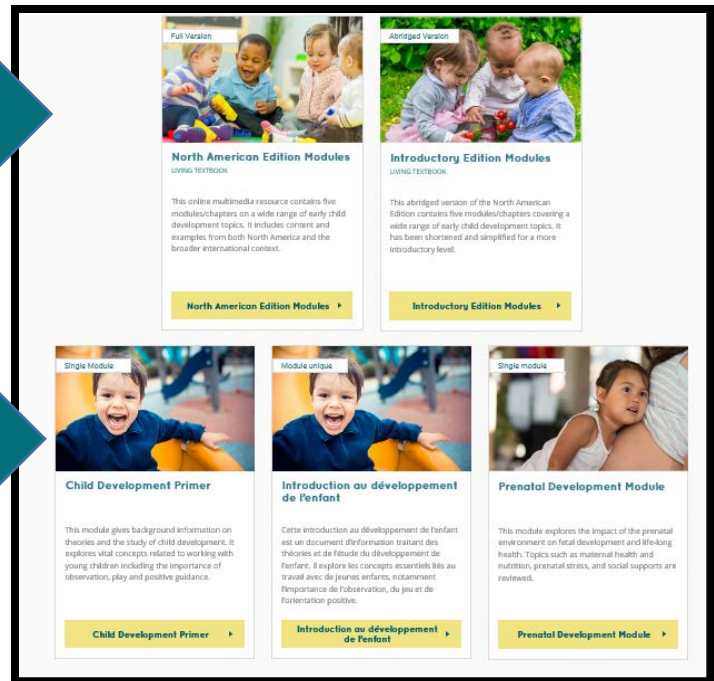 Full Version
North American Edition Modules
LIVING TEXTBOOK
This online multimedia resource contains five
modules/chapters on a wide range of early child
development topics. It includes content and
examples from both North America and the
broader international context.
North American Edition Modules
Abridged Version
Introductory Edition Modules
LIVING TEXTBOOK
This abridged version of the North American
Edition contains five modules/chapters covering a
wide range of early child development topics. It
has been shortened and simplified for a more
introductory level.
Introductory Edition Modules
Single Module
Child Development Primer
This module gives background information on
theories and the study of child development. It
explores vital concepts related to working with
young children including the importance of
observation, play and positive guidance.
Child Development Primer
Module unique
Introduction au développement
de l'enfant
Cette introduction au développement de l'enfant
est un document d'information traitant des
théories et de l'étude du développement de
l'enfant. Il explore les concepts essentiels liés au
travail avec de jeunes enfants, notamment
l'importance de l'observation, du jeu et de
l'orientation positive.
Introduction au développement
de l'enfant
Single module
Prenatal Development Module
This module explores the impact of the prenatal
environment on fetal development and life-long
health. Topics such as maternal health and
nutrition, prenatal stress, and social supports are
reviewed.
Prenatal Development Module